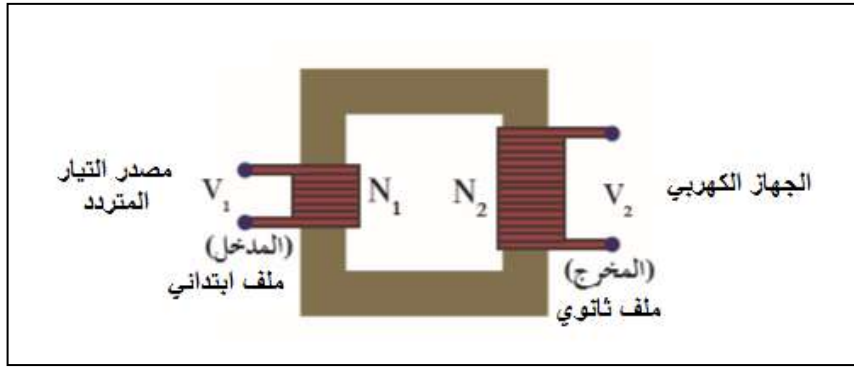 مصدر التيار
المتردد
V₁
N₁
(المدخل)
ملف ابتدائي
N₂
V₂
(المخرج)
ملف ثانوي
الجهاز الكهربي